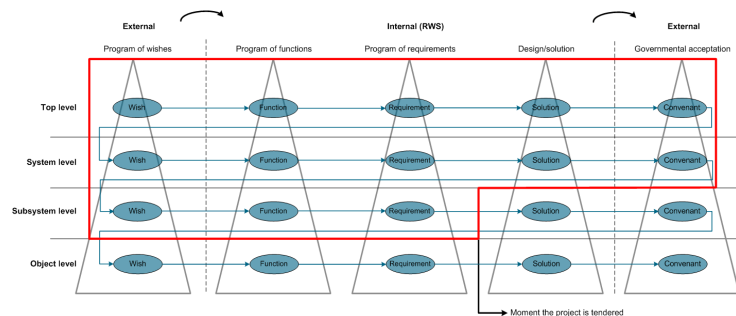 External Internal (RWS) External
Program of wishes Program of functions Program of requirements Design/solution Governmental acceptation
Top level Wish Function Requirement Solution Convenant
System level Wish Function Requirement Solution Convenant
Subsystem level Wish Function Requirement Solution Convenant
Object level Wish Function Requirement Solution Convenant
Moment the project is tendered